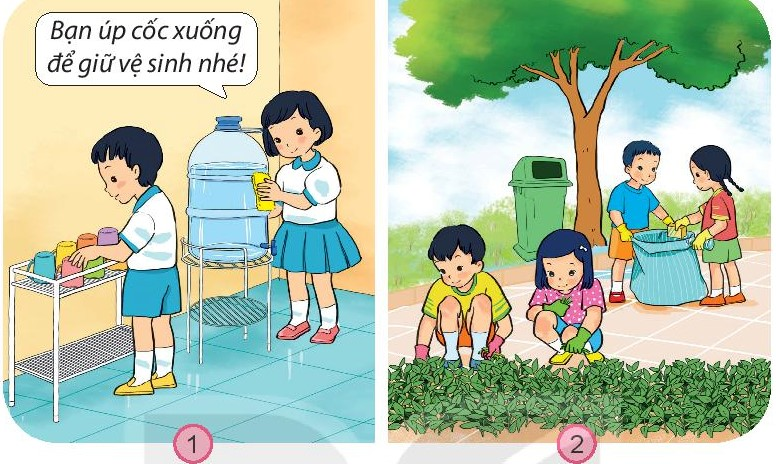 Bạn úp cốc xuống
để giữ vệ sinh nhé!
1
2